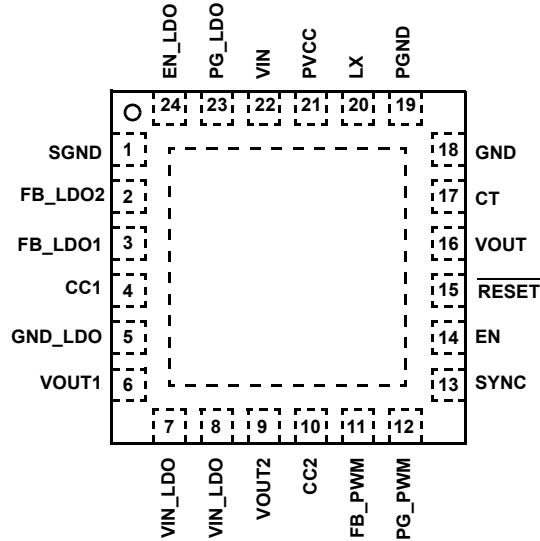 EN_LDO
PG_LDO
VIN
PVCC
LX
PGND
24 23 22 21 20 19
SGND 1
18 GND
FB_LDO2 2
17 CT
FB_LDO1 3
16 VOUT
CC1 4
15 RESET
GND_LDO 5
14 EN
VOUT1 6
13 SYNC
7 8 9 10 11 12
VIN_LDO
VIN_LDO
VOUT2
CC2
FB_PWM
PG_PWM